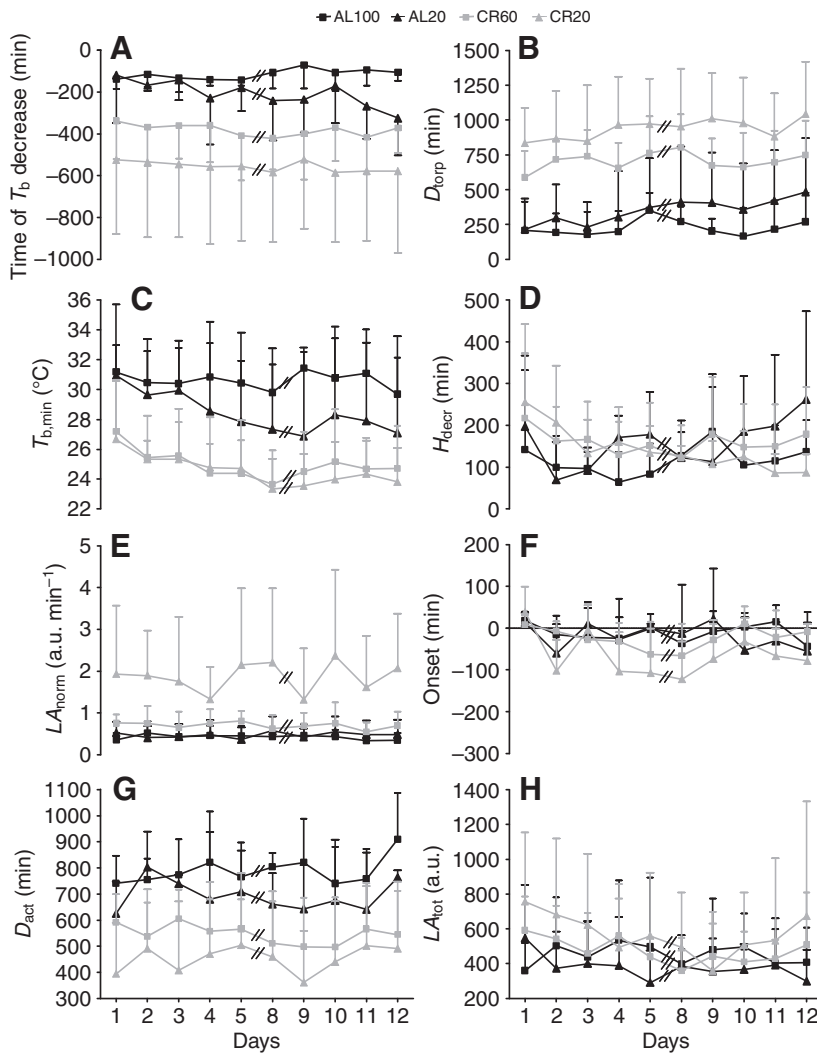 AL100 AL20 CR60 CR20
A
Time of Tb decrease (min)
0
−200
−400
−600
−800
−1000
B
Dtorp (min)
1500
1250
1000
750
500
250
0
C
Tb,min (°C)
36
34
32
30
28
26
24
22
D
Hdecr (min)
500
400
300
200
100
0
E
LAnorm (a.u. min−1)
5
4
3
2
1
0
F
Onset (min)
200
100
0
−100
−200
−300
G
Dact (min)
1100
1000
900
800
700
600
500
400
300
1 2 3 4 5 8 9 10 11 12
Days
H
LAtot (a.u.)
1400
1200
1000
800
600
400
200
1 2 3 4 5 8 9 10 11 12
Days